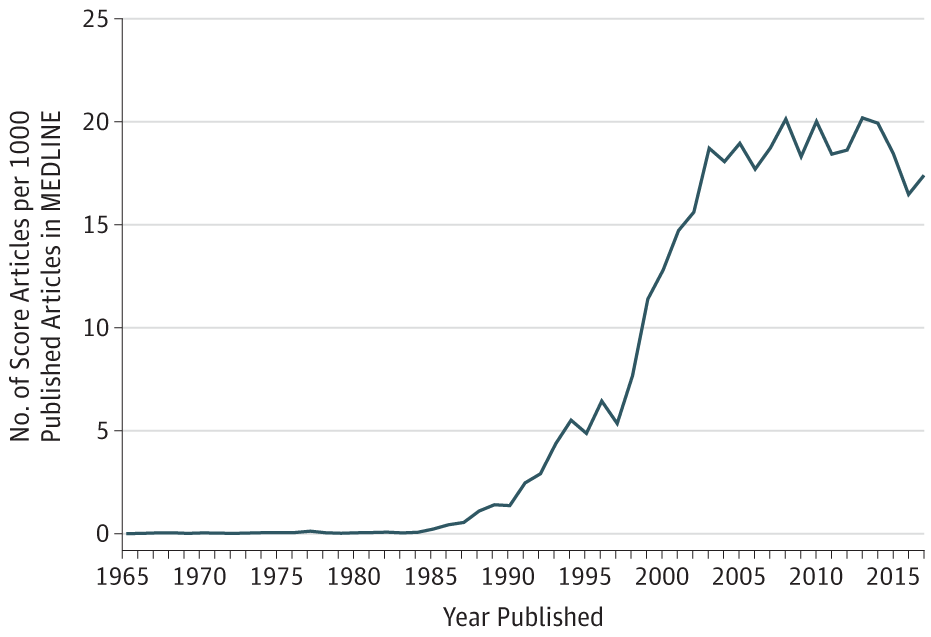 No. of Score Articles per 1000
Published Articles in MEDLINE
25
20
15
10
5
0
1965 1970 1975 1980 1985 1990 1995 2000 2005 2010 2015
Year Published